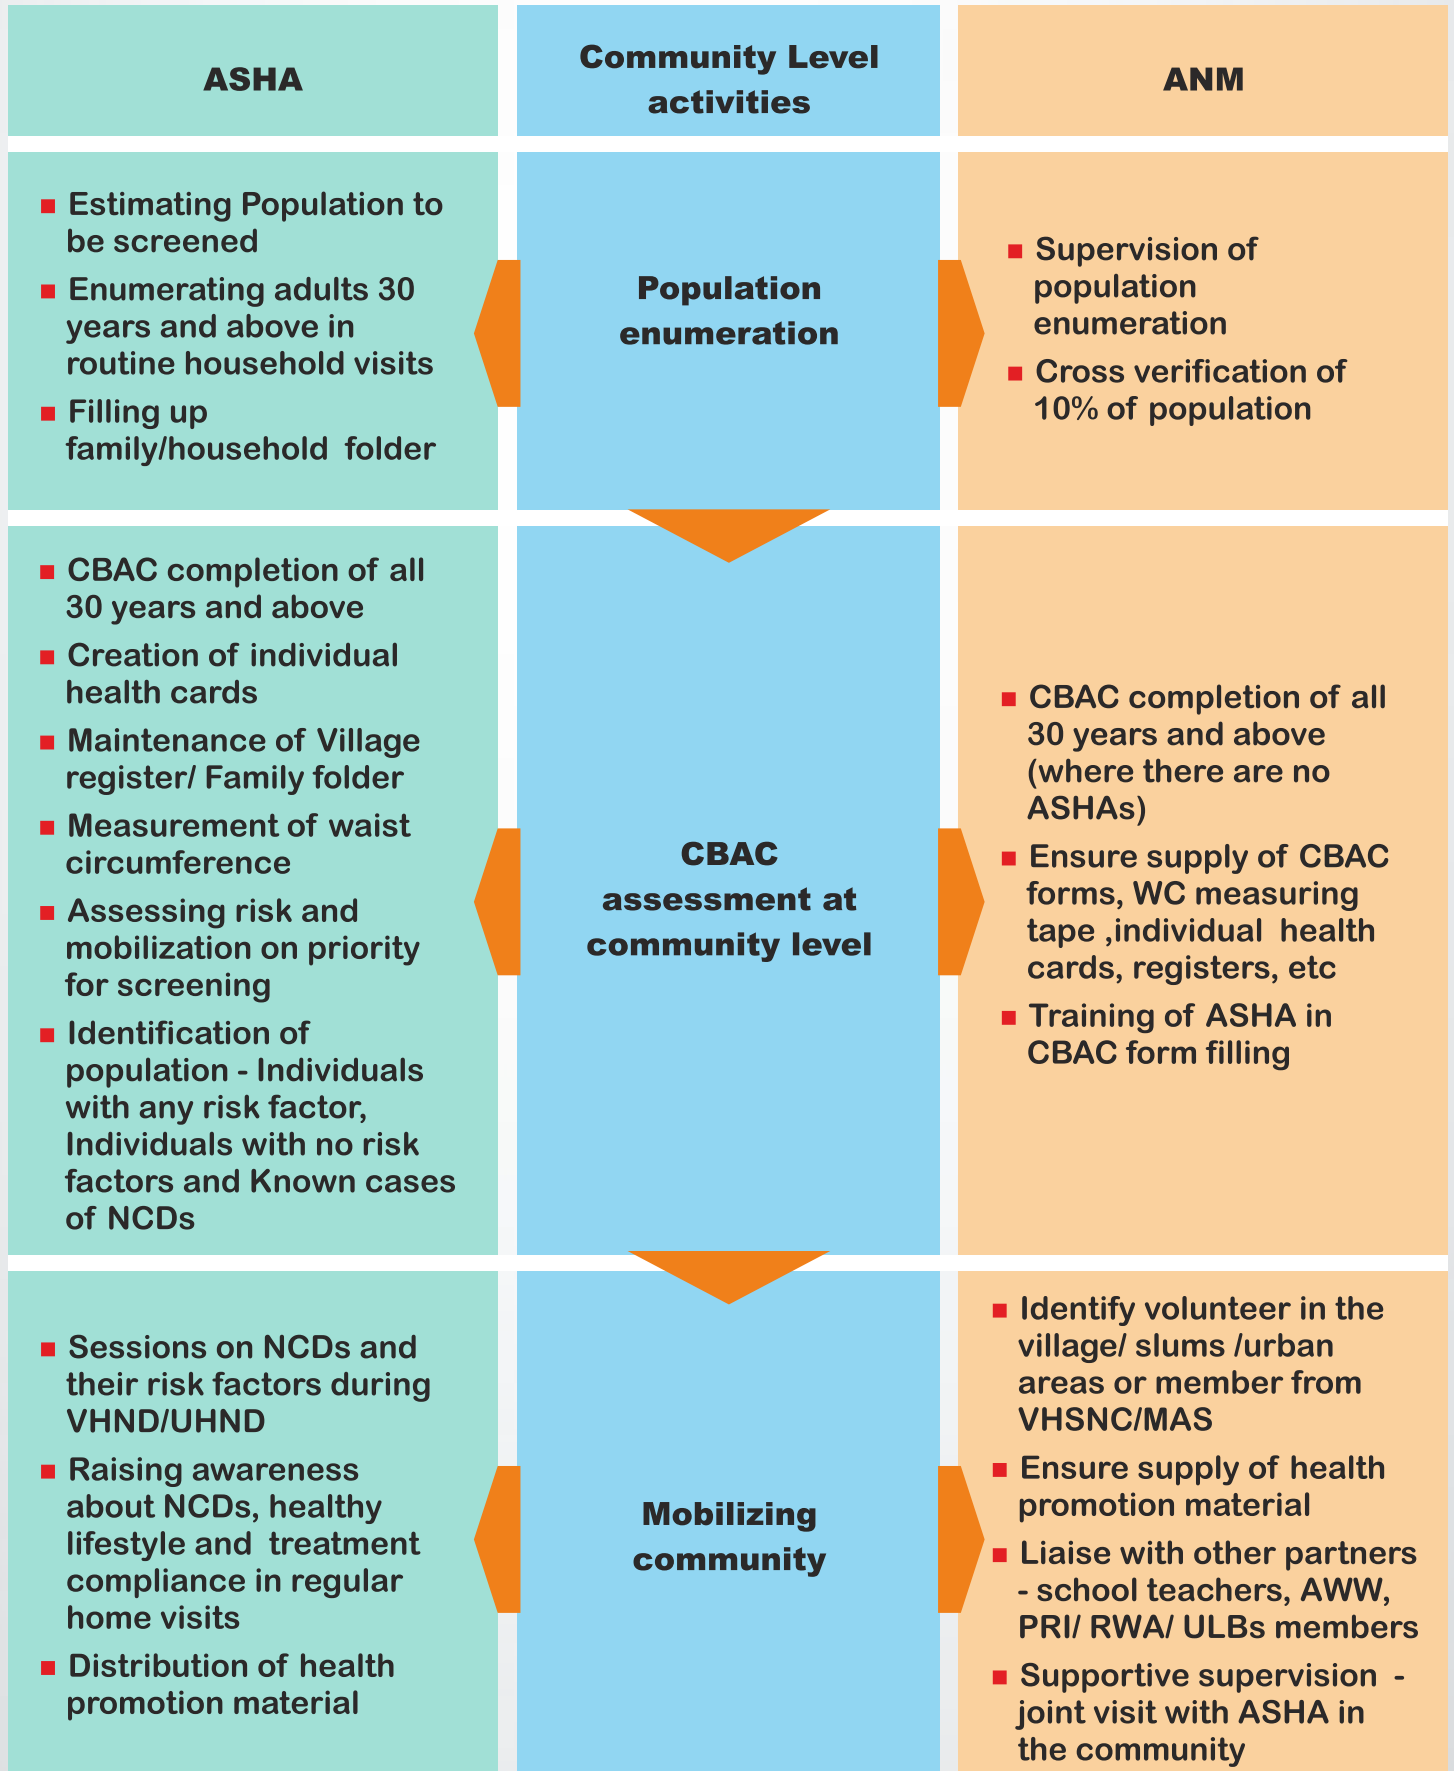 ASHA
Community Level
activities
ANM
Estimating Population to
be screened
Enumerating adults 30
years and above in
routine household visits
Filling up
family/household folder
Population
enumeration
Supervision of
population
enumeration
Cross verification of
10% of population
CBAC completion of all
30 years and above
Creation of individual
health cards
Maintenance of Village
register/ Family folder
Measurement of waist
circumference
Assessing risk and
mobilization on priority
for screening
Identification of
population - Individuals
with any risk factor,
Individuals with no risk
factors and Known cases
of NCDs
CBAC
assessment at
community level
CBAC completion of all
30 years and above
(where there are no
ASHAs)
Ensure supply of CBAC
forms, WC measuring
tape ,individual health
cards, registers, etc
Training of ASHA in
CBAC form filling
Sessions on NCDs and
their risk factors during
VHND/UHND
Raising awareness
about NCDs, healthy
lifestyle and treatment
compliance in regular
home visits
Distribution of health
promotion material
Mobilizing
community
Identify volunteer in the
village/ slums /urban
areas or member from
VHSNC/MAS
Ensure supply of health
promotion material
Liaise with other partners
- school teachers, AWW,
PRI/ RWA/ ULBs members
Supportive supervision -
joint visit with ASHA in
the community